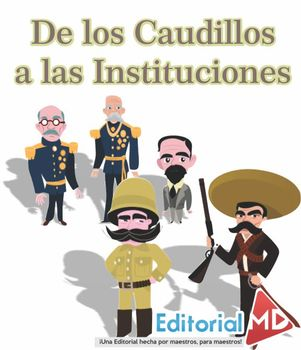 De los Caudillos
a las Instituciones
Editorial MD
¡Una Editorial hecha por maestros, para maestros!